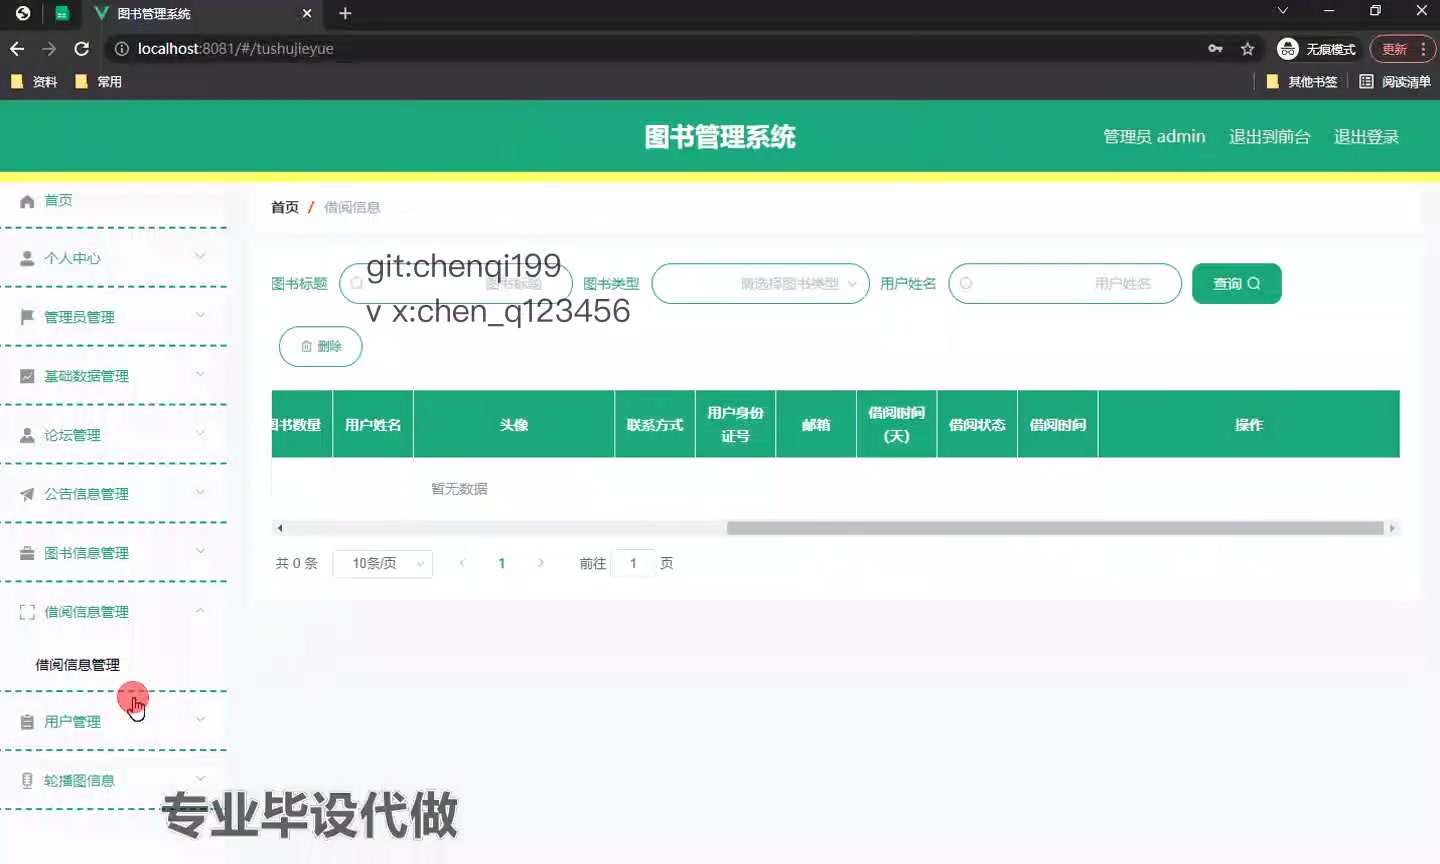 图书管理系统
localhost:8081/#/tushujieyue
无痕模式
更新
资料
常用
其他书签
阅读清单
图书管理系统
管理员 admin
退出到前台
退出登录
首页
个人中心
管理员管理
基础数据管理
论坛管理
公告信息管理
图书信息管理
借阅信息管理
借阅信息管理
用户管理
轮播图信息
首页 / 借阅信息
图书标题
图书标题
图书类型
请选择图书类型
用户姓名
用户姓名
查询
git:chenqi199
v x:chen_q123456
删除
图书数量
用户姓名
头像
联系方式
用户身份证号
邮箱
借阅时间(天)
借阅状态
借阅时间
操作
暂无数据
共 0 条
10条/页
1
前往 1 页
专业毕设代做